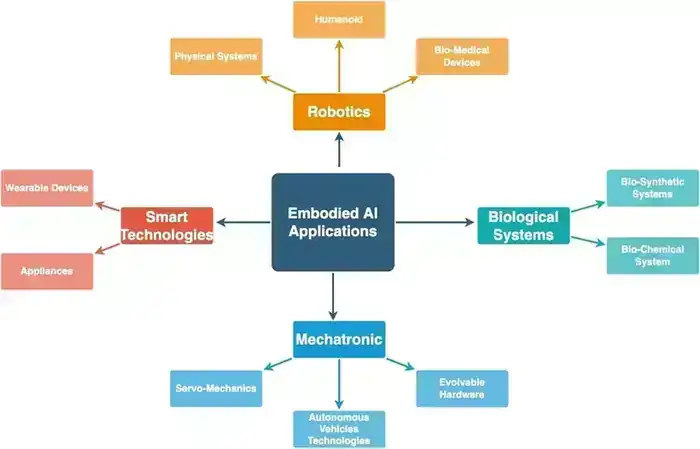 Humanoid
Physical Systems
Bio-Medical
Devices
Robotics
Wearable Devices
Smart
Technologies
Appliances
Embodied AI
Applications
Biological
Systems
Bio-Synthetic
Systems
Bio-Chemical
System
Mechatronic
Servo-Mechanics
Autonomous
Vehicles
Technologies
Evolvable
Hardware